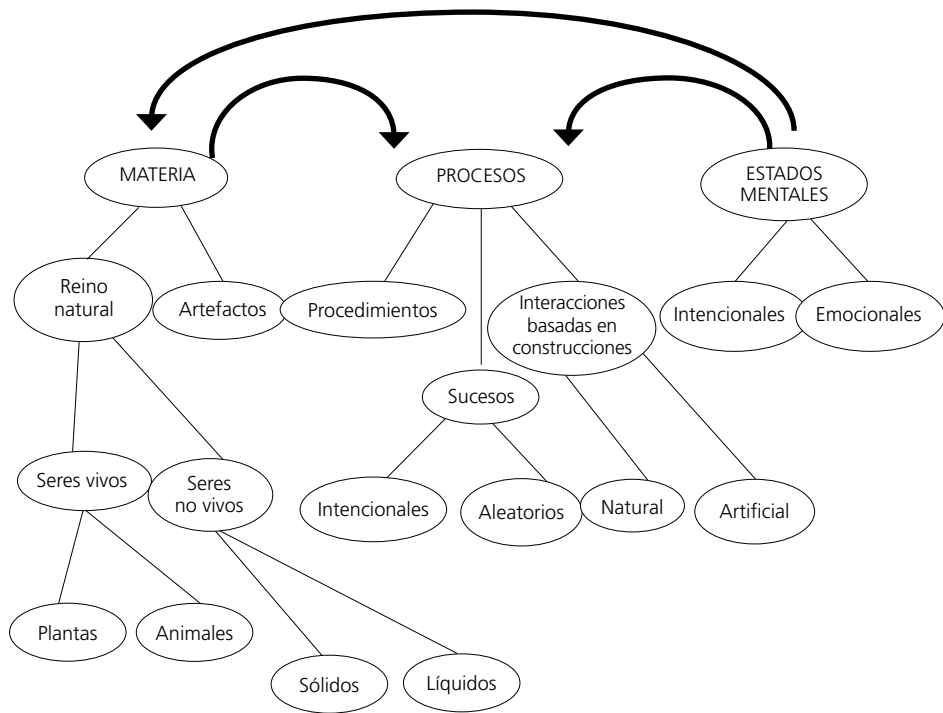 MATERIA
PROCESOS
ESTADOS
MENTALES
Reino
natural
Artefactos
Procedimientos
Interacciones
basadas en
construcciones
Intencionales
Emocionales
Sucesos
Seres vivos
Seres
no vivos
Intencionales
Aleatorios
Natural
Artificial
Plantas
Animales
Sólidos
Líquidos